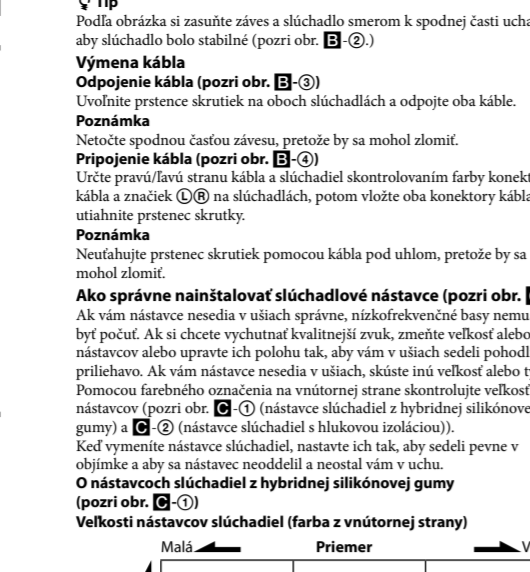 Tip
Podľa obrázka si zasuňte záves a slúchadlo smerom k spodnej časti
aby slúchadlo bolo stabilné (pozri obr. B-②.)
Výmena kábla
Odpojenie kábla (pozri obr. B-③)
Uvoľnite prstence skrutiek na oboch slúchadlách a odpojte oba káble.
Poznámka
Netočte spodnou časťou závesu, pretože by sa mohol zlomiť.
Pripojenie kábla (pozri obr. B-④)
Určte pravú/ľavú stranu kábla a slúchadiel skontrolovaním farby
kábla a značiek ⓁⓇ na slúchadlách, potom vložte oba konektory kábla
utiahnite prstenec skrutky.
Poznámka
Neuťahujte prstenec skrutiek pomocou kábla pod uhlom, pretože by sa
mohol zlomiť.
Ako správne nainštalovať slúchadlové nástavce (pozri obr.
Ak vám nástavce nesedia v ušiach správne, nízkofrekvenčné basy
byť počuť. Ak si chcete vychutnať kvalitnejší zvuk, zmeňte veľkosť alebo
nástavcov alebo upravte ich polohu tak, aby vám v ušiach sedeli
priliehavo. Ak vám nástavce nesedia v ušiach, skúste inú veľkosť alebo
Pomocou farebného označenia na vnútornej strane skontrolujte veľkosť
nástavcov (pozri obr. C-① (nástavce slúchadiel z hybridnej
gumy) a C-② (nástavce slúchadiel s hlukovou izoláciou)).
Keď vymeníte nástavce slúchadiel, nastavte ich tak, aby sedeli pevne v
objímke a aby sa nástavec neoddelil a neostal vám v uchu.
O nástavcoch slúchadiel z hybridnej silikónovej gumy
(pozri obr. C-①)
Veľkosti nástavcov slúchadiel (farba z vnútornej strany)
Malá Priemer